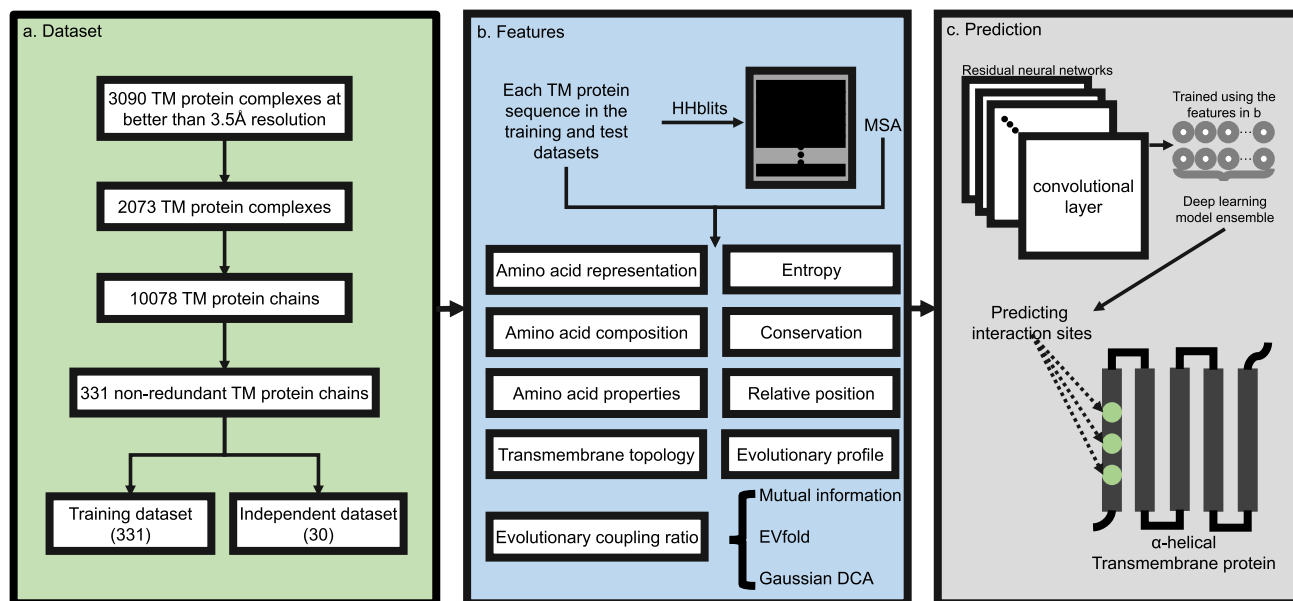 a. Dataset
3090 TM protein complexes at
better than 3.5Å resolution
2073 TM protein complexes
10078 TM protein chains
331 non-redundant TM protein chains
Training dataset
(331)
Independent dataset
(30)
b. Features
Each TM protein
sequence in the
training and test
datasets
HHblits
MSA
Amino acid representation
Entropy
Amino acid composition
Conservation
Amino acid properties
Relative position
Transmembrane topology
Evolutionary profile
Evolutionary coupling ratio
Mutual information
EVfold
Gaussian DCA
c. Prediction
Residual neural networks
convolutional
layer
Trained using the
features in b
Deep learning
model ensemble
Predicting
interaction sites
α-helical
Transmembrane protein